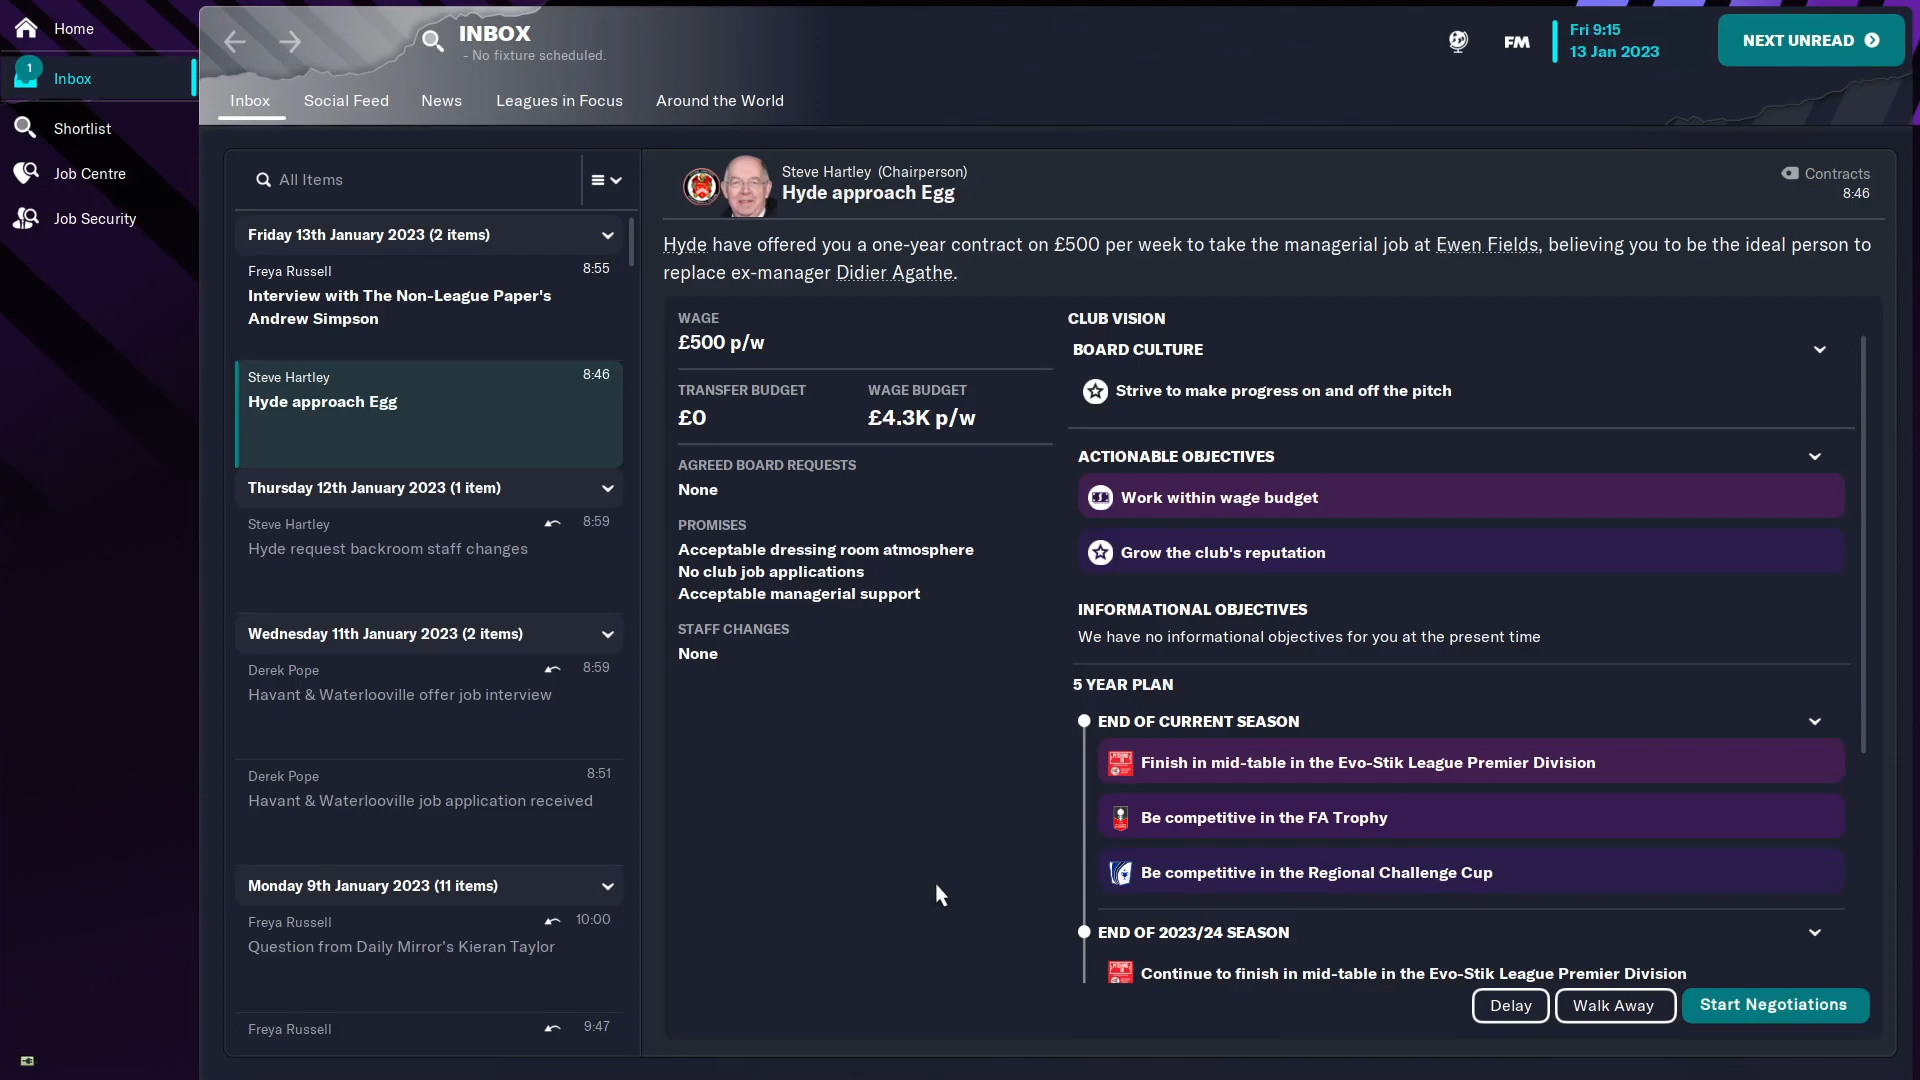 Home
1
Inbox
Shortlist
Job Centre
Job Security
INBOX
- No fixture scheduled.
FM
Fri 9:15
13 Jan 2023
NEXT UNREAD
Inbox
Social Feed
News
Leagues in Focus
Around the World
All Items
Friday 13th January 2023 (2 items)
Freya Russell 8:55
Interview with The Non-League Paper's
Andrew Simpson
Steve Hartley 8:46
Hyde approach Egg
Thursday 12th January 2023 (1 item)
Steve Hartley 8:59
Hyde request backroom staff changes
Wednesday 11th January 2023 (2 items)
Derek Pope 8:59
Havant & Waterlooville offer job interview
Derek Pope 8:51
Havant & Waterlooville job application received
Monday 9th January 2023 (11 items)
Freya Russell 10:00
Question from Daily Mirror's Kieran Taylor
Freya Russell 9:47
Steve Hartley (Chairperson)
Hyde approach Egg
Contracts
8:46
Hyde have offered you a one-year contract on £500 per week to take the managerial job at Ewen Fields, believing you to be the ideal person to
replace ex-manager Didier Agathe.
WAGE
£500 p/w
TRANSFER BUDGET WAGE BUDGET
£0 £4.3K p/w
AGREED BOARD REQUESTS
None
PROMISES
Acceptable dressing room atmosphere
No club job applications
Acceptable managerial support
STAFF CHANGES
None
CLUB VISION
BOARD CULTURE
Strive to make progress on and off the pitch
ACTIONABLE OBJECTIVES
Work within wage budget
Grow the club's reputation
INFORMATIONAL OBJECTIVES
We have no informational objectives for you at the present time
5 YEAR PLAN
END OF CURRENT SEASON
Finish in mid-table in the Evo-Stik League Premier Division
Be competitive in the FA Trophy
Be competitive in the Regional Challenge Cup
END OF 2023/24 SEASON
Continue to finish in mid-table in the Evo-Stik League Premier Division
Delay
Walk Away
Start Negotiations